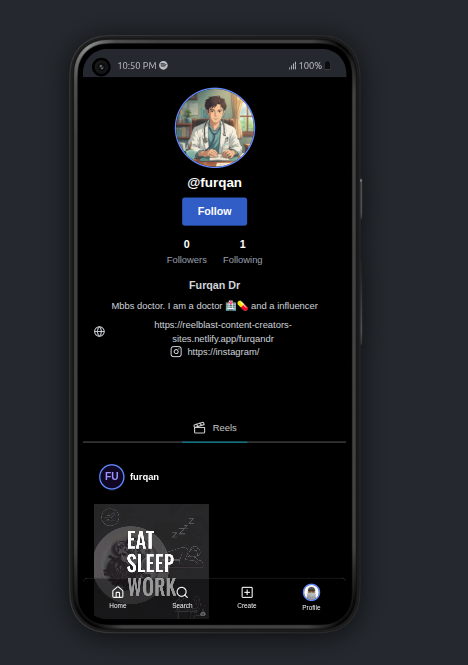 10:50 PM 100%
@furqan
Follow
0 1
Followers Following
Furqan Dr
Mbbs doctor. I am a doctor 🏥💊 and a influencer
https://reelblast-content-creators-
sites.netlify.app/furqandr
https://instagram/
Reels
FU furqan
EAT
SLEEP
WORK
Home Search Create Profile